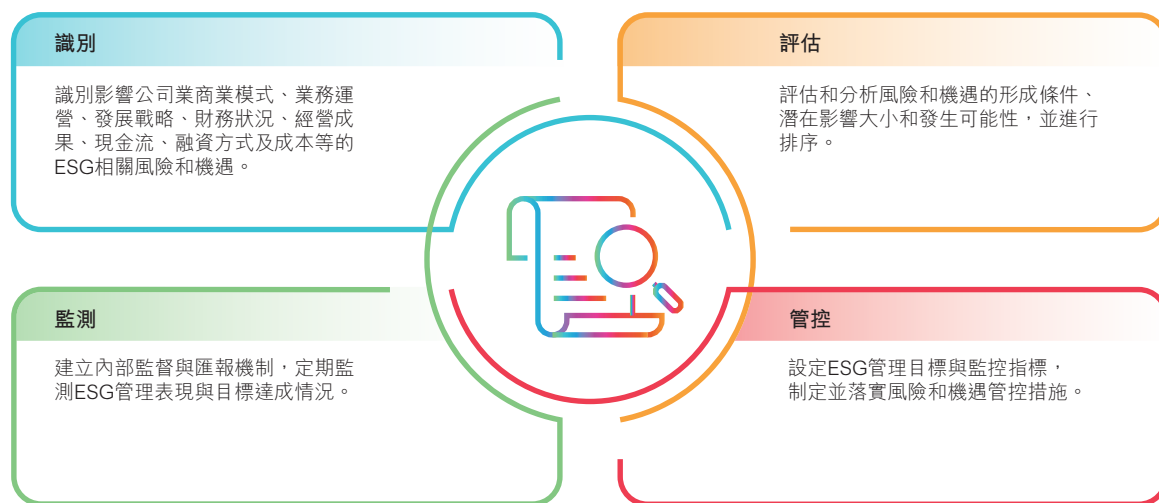 識別
識別影響公司業商業模式、業務運
營、發展戰略、財務狀況、經營成
果、現金流、融資方式及成本等的
ESG相關風險和機遇。
評估
評估和分析風險和機遇的形成條件、
潛在影響大小和發生可能性，並進行
排序。
監測
建立內部監督與匯報機制，定期監
測ESG管理表現與目標達成情況。
管控
設定ESG管理目標與監控指標，
制定並落實風險和機遇管控措施。